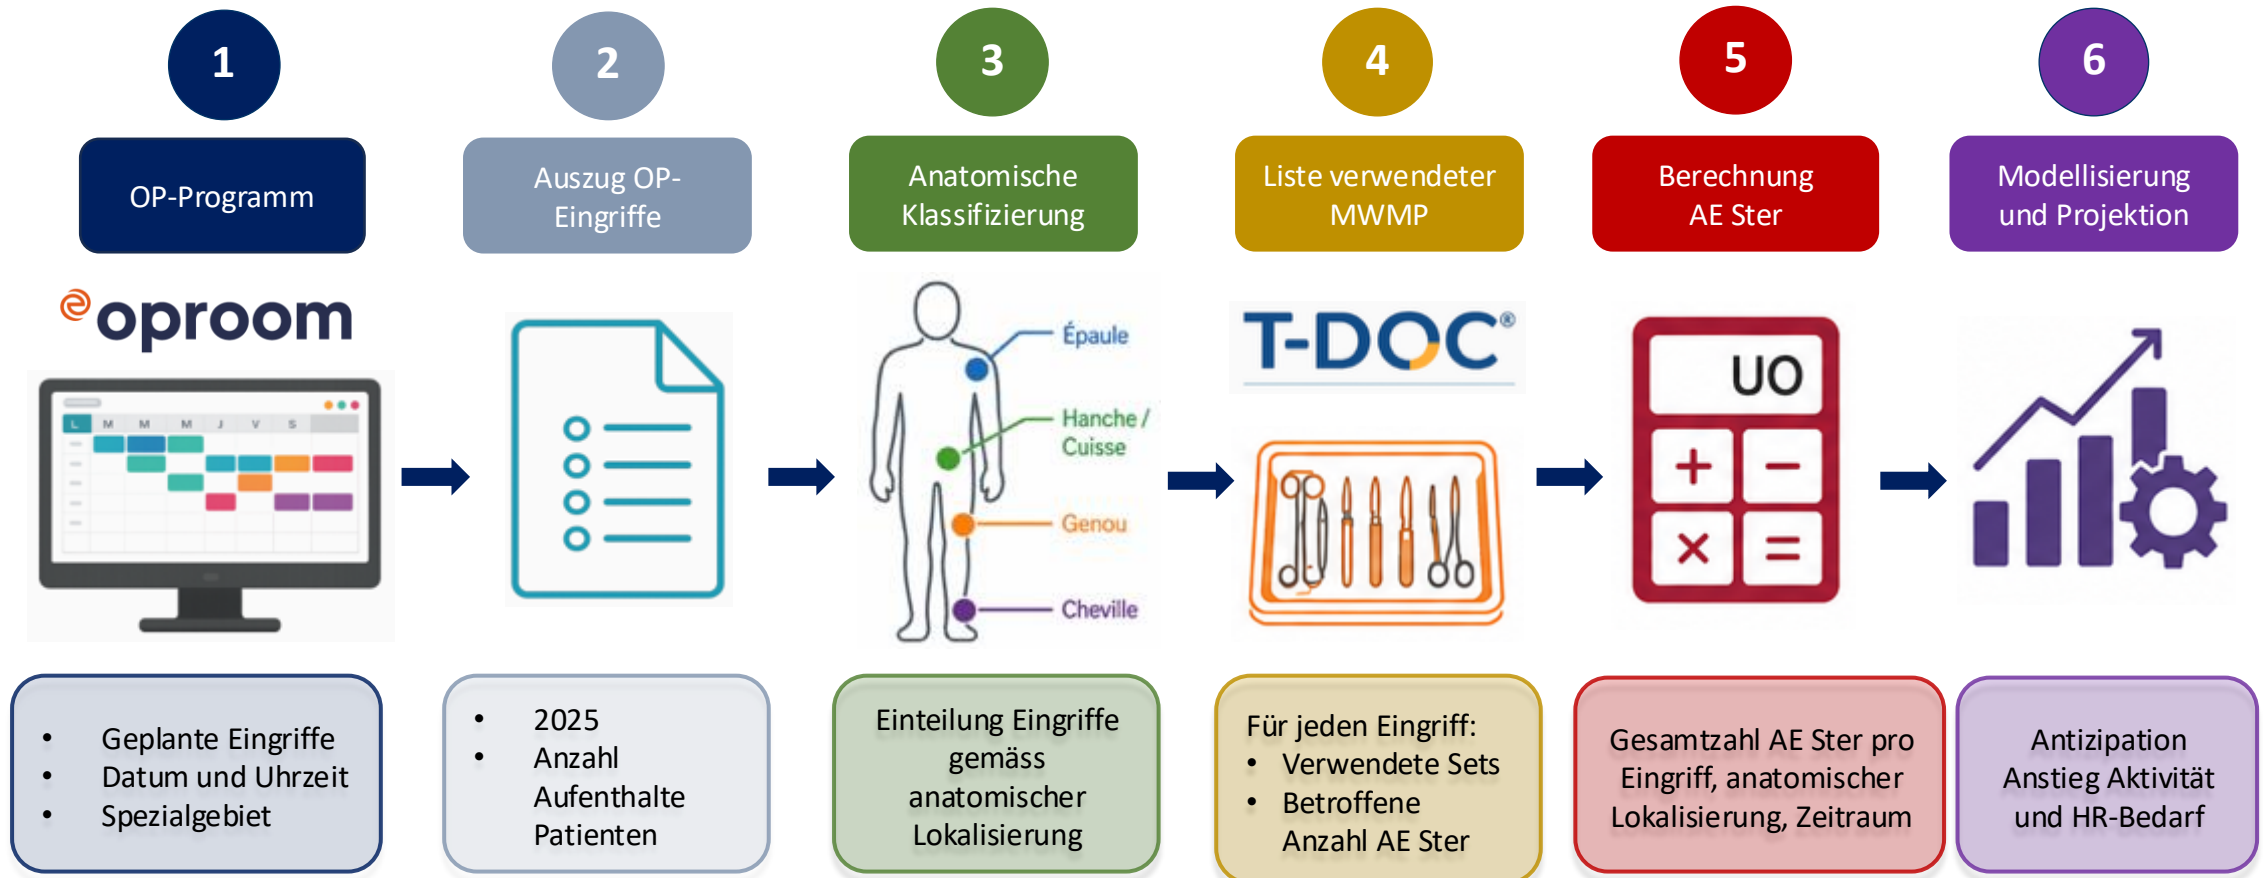 1
2
3
4
5
6
OP-Programm
Auszug OP-
Eingriffe
Anatomische
Klassifizierung
Liste verwendeter
MWMP
Berechnung
AE Ster
Modellisierung
und Projektion
oproom
L M M M J V S
Épaule
Hanche /
Cuisse
Genou
Cheville
T-DOC®
UO
+ −
× =
• Geplante Eingriffe
• Datum und Uhrzeit
• Spezialgebiet
• 2025
• Anzahl
Aufenthalte
Patienten
Einteilung Eingriffe
gemäss
anatomischer
Lokalisierung
Für jeden Eingriff:
• Verwendete Sets
• Betroffene
Anzahl AE Ster
Gesamtzahl AE Ster pro
Eingriff, anatomischer
Lokalisierung, Zeitraum
Antizipation
Anstieg Aktivität
und HR-Bedarf